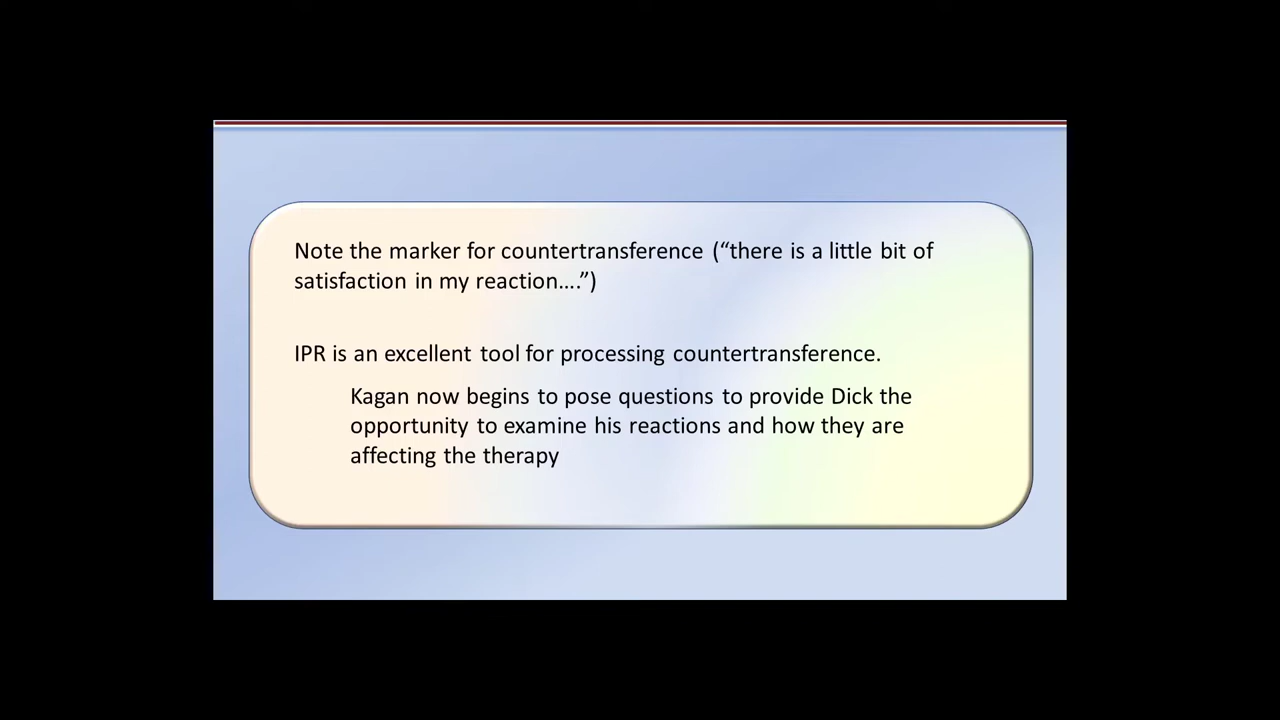 Note the marker for countertransference (“there is a little bit of
satisfaction in my reaction….”)
IPR is an excellent tool for processing countertransference.
Kagan now begins to pose questions to provide Dick the
opportunity to examine his reactions and how they are
affecting the therapy